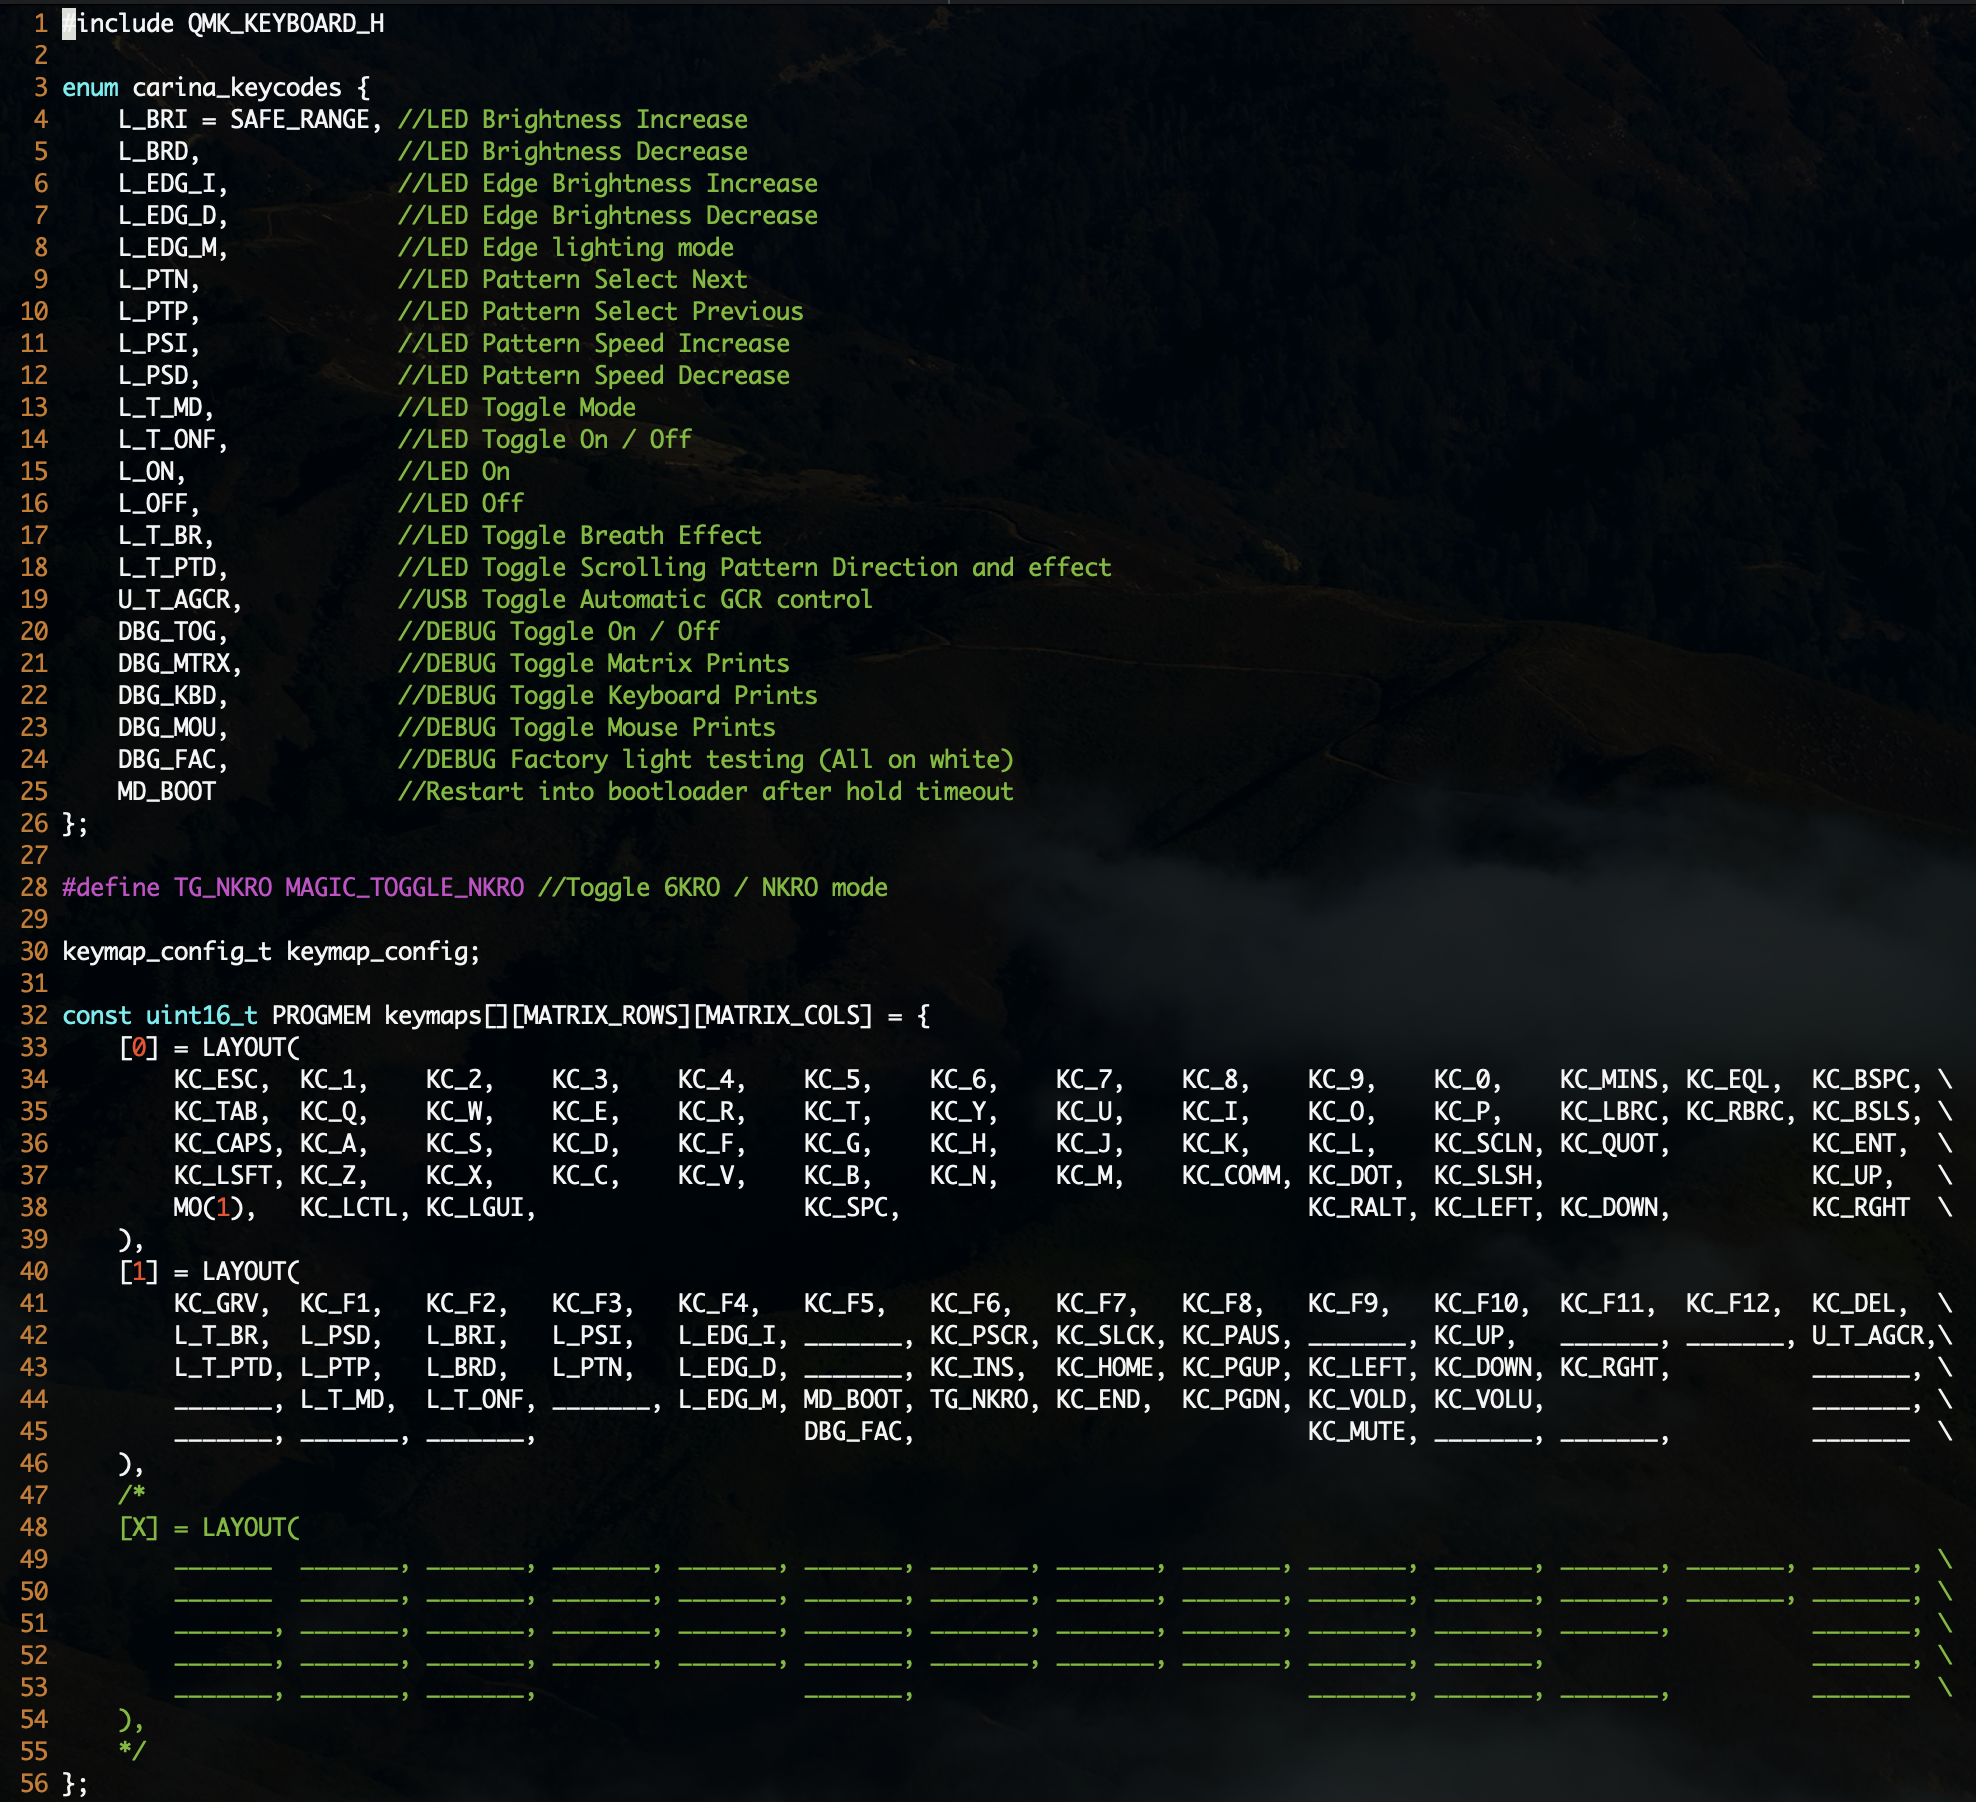 1 #include QMK_KEYBOARD_H
2
3 enum carina_keycodes {
4     L_BRI = SAFE_RANGE, //LED Brightness Increase
5     L_BRD,              //LED Brightness Decrease
6     L_EDG_I,            //LED Edge Brightness Increase
7     L_EDG_D,            //LED Edge Brightness Decrease
8     L_EDG_M,            //LED Edge lighting mode
9     L_PTN,              //LED Pattern Select Next
10     L_PTP,              //LED Pattern Select Previous
11     L_PSI,              //LED Pattern Speed Increase
12     L_PSD,              //LED Pattern Speed Decrease
13     L_T_MD,             //LED Toggle Mode
14     L_T_ONF,            //LED Toggle On / Off
15     L_ON,               //LED On
16     L_OFF,              //LED Off
17     L_T_BR,             //LED Toggle Breath Effect
18     L_T_PTD,            //LED Toggle Scrolling Pattern Direction and effect
19     U_T_AGCR,           //USB Toggle Automatic GCR control
20     DBG_TOG,            //DEBUG Toggle On / Off
21     DBG_MTRX,           //DEBUG Toggle Matrix Prints
22     DBG_KBD,            //DEBUG Toggle Keyboard Prints
23     DBG_MOU,            //DEBUG Toggle Mouse Prints
24     DBG_FAC,            //DEBUG Factory light testing (All on white)
25     MD_BOOT             //Restart into bootloader after hold timeout
26 };
27
28 #define TG_NKRO MAGIC_TOGGLE_NKRO //Toggle 6KRO / NKRO mode
29
30 keymap_config_t keymap_config;
31
32 const uint16_t PROGMEM keymaps[][MATRIX_ROWS][MATRIX_COLS] = {
33     [0] = LAYOUT(
34         KC_ESC,  KC_1,    KC_2,    KC_3,    KC_4,    KC_5,    KC_6,    KC_7,    KC_8,    KC_9,    KC_0,    KC_MINS, KC_EQL,  KC_BSPC, \
35         KC_TAB,  KC_Q,    KC_W,    KC_E,    KC_R,    KC_T,    KC_Y,    KC_U,    KC_I,    KC_O,    KC_P,    KC_LBRC, KC_RBRC, KC_BSLS, \
36         KC_CAPS, KC_A,    KC_S,    KC_D,    KC_F,    KC_G,    KC_H,    KC_J,    KC_K,    KC_L,    KC_SCLN, KC_QUOT,          KC_ENT,  \
37         KC_LSFT, KC_Z,    KC_X,    KC_C,    KC_V,    KC_B,    KC_N,    KC_M,    KC_COMM, KC_DOT,  KC_SLSH,                   KC_UP,   \
38         MO(1),   KC_LCTL, KC_LGUI,                   KC_SPC,                             KC_RALT, KC_LEFT, KC_DOWN,          KC_RGHT  \
39     ),
40     [1] = LAYOUT(
41         KC_GRV,  KC_F1,   KC_F2,   KC_F3,   KC_F4,   KC_F5,   KC_F6,   KC_F7,   KC_F8,   KC_F9,   KC_F10,  KC_F11,  KC_F12,  KC_DEL,  \
42         L_T_BR,  L_PSD,   L_BRI,   L_PSI,   L_EDG_I, _______, KC_PSCR, KC_SLCK, KC_PAUS, _______, KC_UP,   _______, _______, U_T_AGCR,\
43         L_T_PTD, L_PTP,   L_BRD,   L_PTN,   L_EDG_D, _______, KC_INS,  KC_HOME, KC_PGUP, KC_LEFT, KC_DOWN, KC_RGHT,          _______, \
44         _______, L_T_MD,  L_T_ONF, _______, L_EDG_M, MD_BOOT, TG_NKRO, KC_END,  KC_PGDN, KC_VOLD, KC_VOLU,                   _______, \
45         _______, _______, _______,                   DBG_FAC,                            KC_MUTE, _______, _______,          _______  \
46     ),
47     /*
48     [X] = LAYOUT(
49         _______  _______, _______, _______, _______, _______, _______, _______, _______, _______, _______, _______, _______, _______, \
50         _______  _______, _______, _______, _______, _______, _______, _______, _______, _______, _______, _______, _______, _______, \
51         _______, _______, _______, _______, _______, _______, _______, _______, _______, _______, _______, _______,          _______, \
52         _______, _______, _______, _______, _______, _______, _______, _______, _______, _______, _______,                   _______, \
53         _______, _______, _______,                   _______,                            _______, _______, _______,          _______  \
54     ),
55     */
56 };